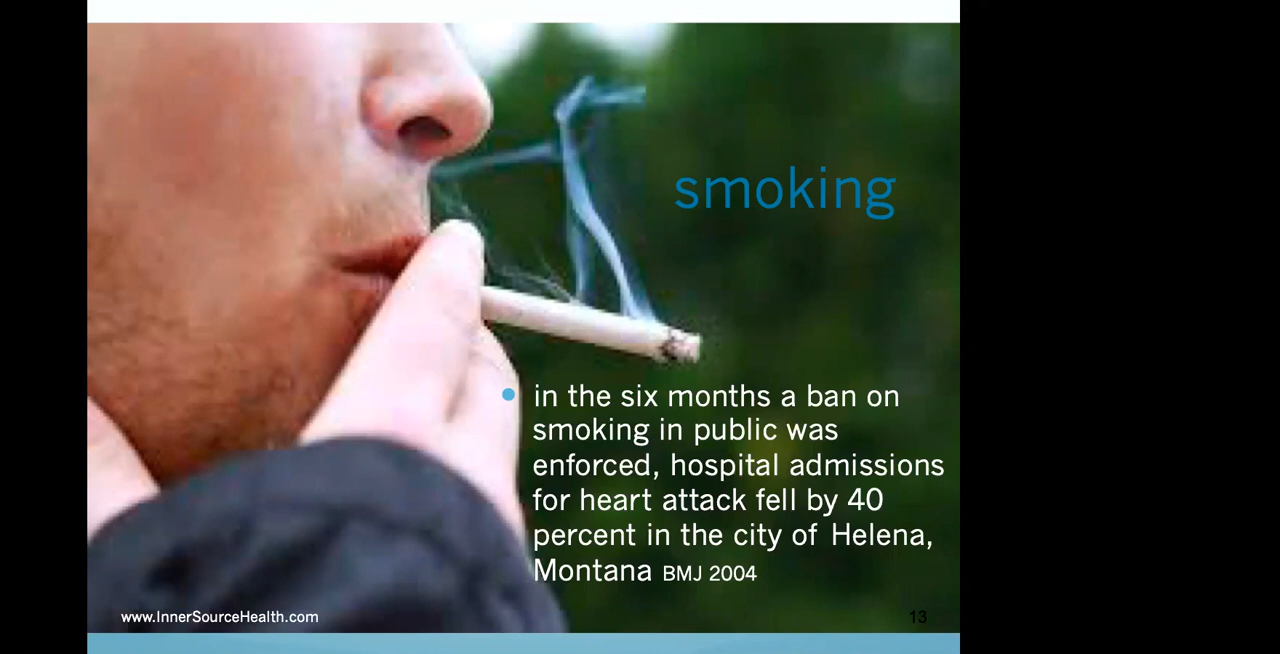 smoking
• in the six months a ban on
smoking in public was
enforced, hospital admissions
for heart attack fell by 40
percent in the city of Helena,
Montana BMJ 2004
www.InnerSourceHealth.com
13